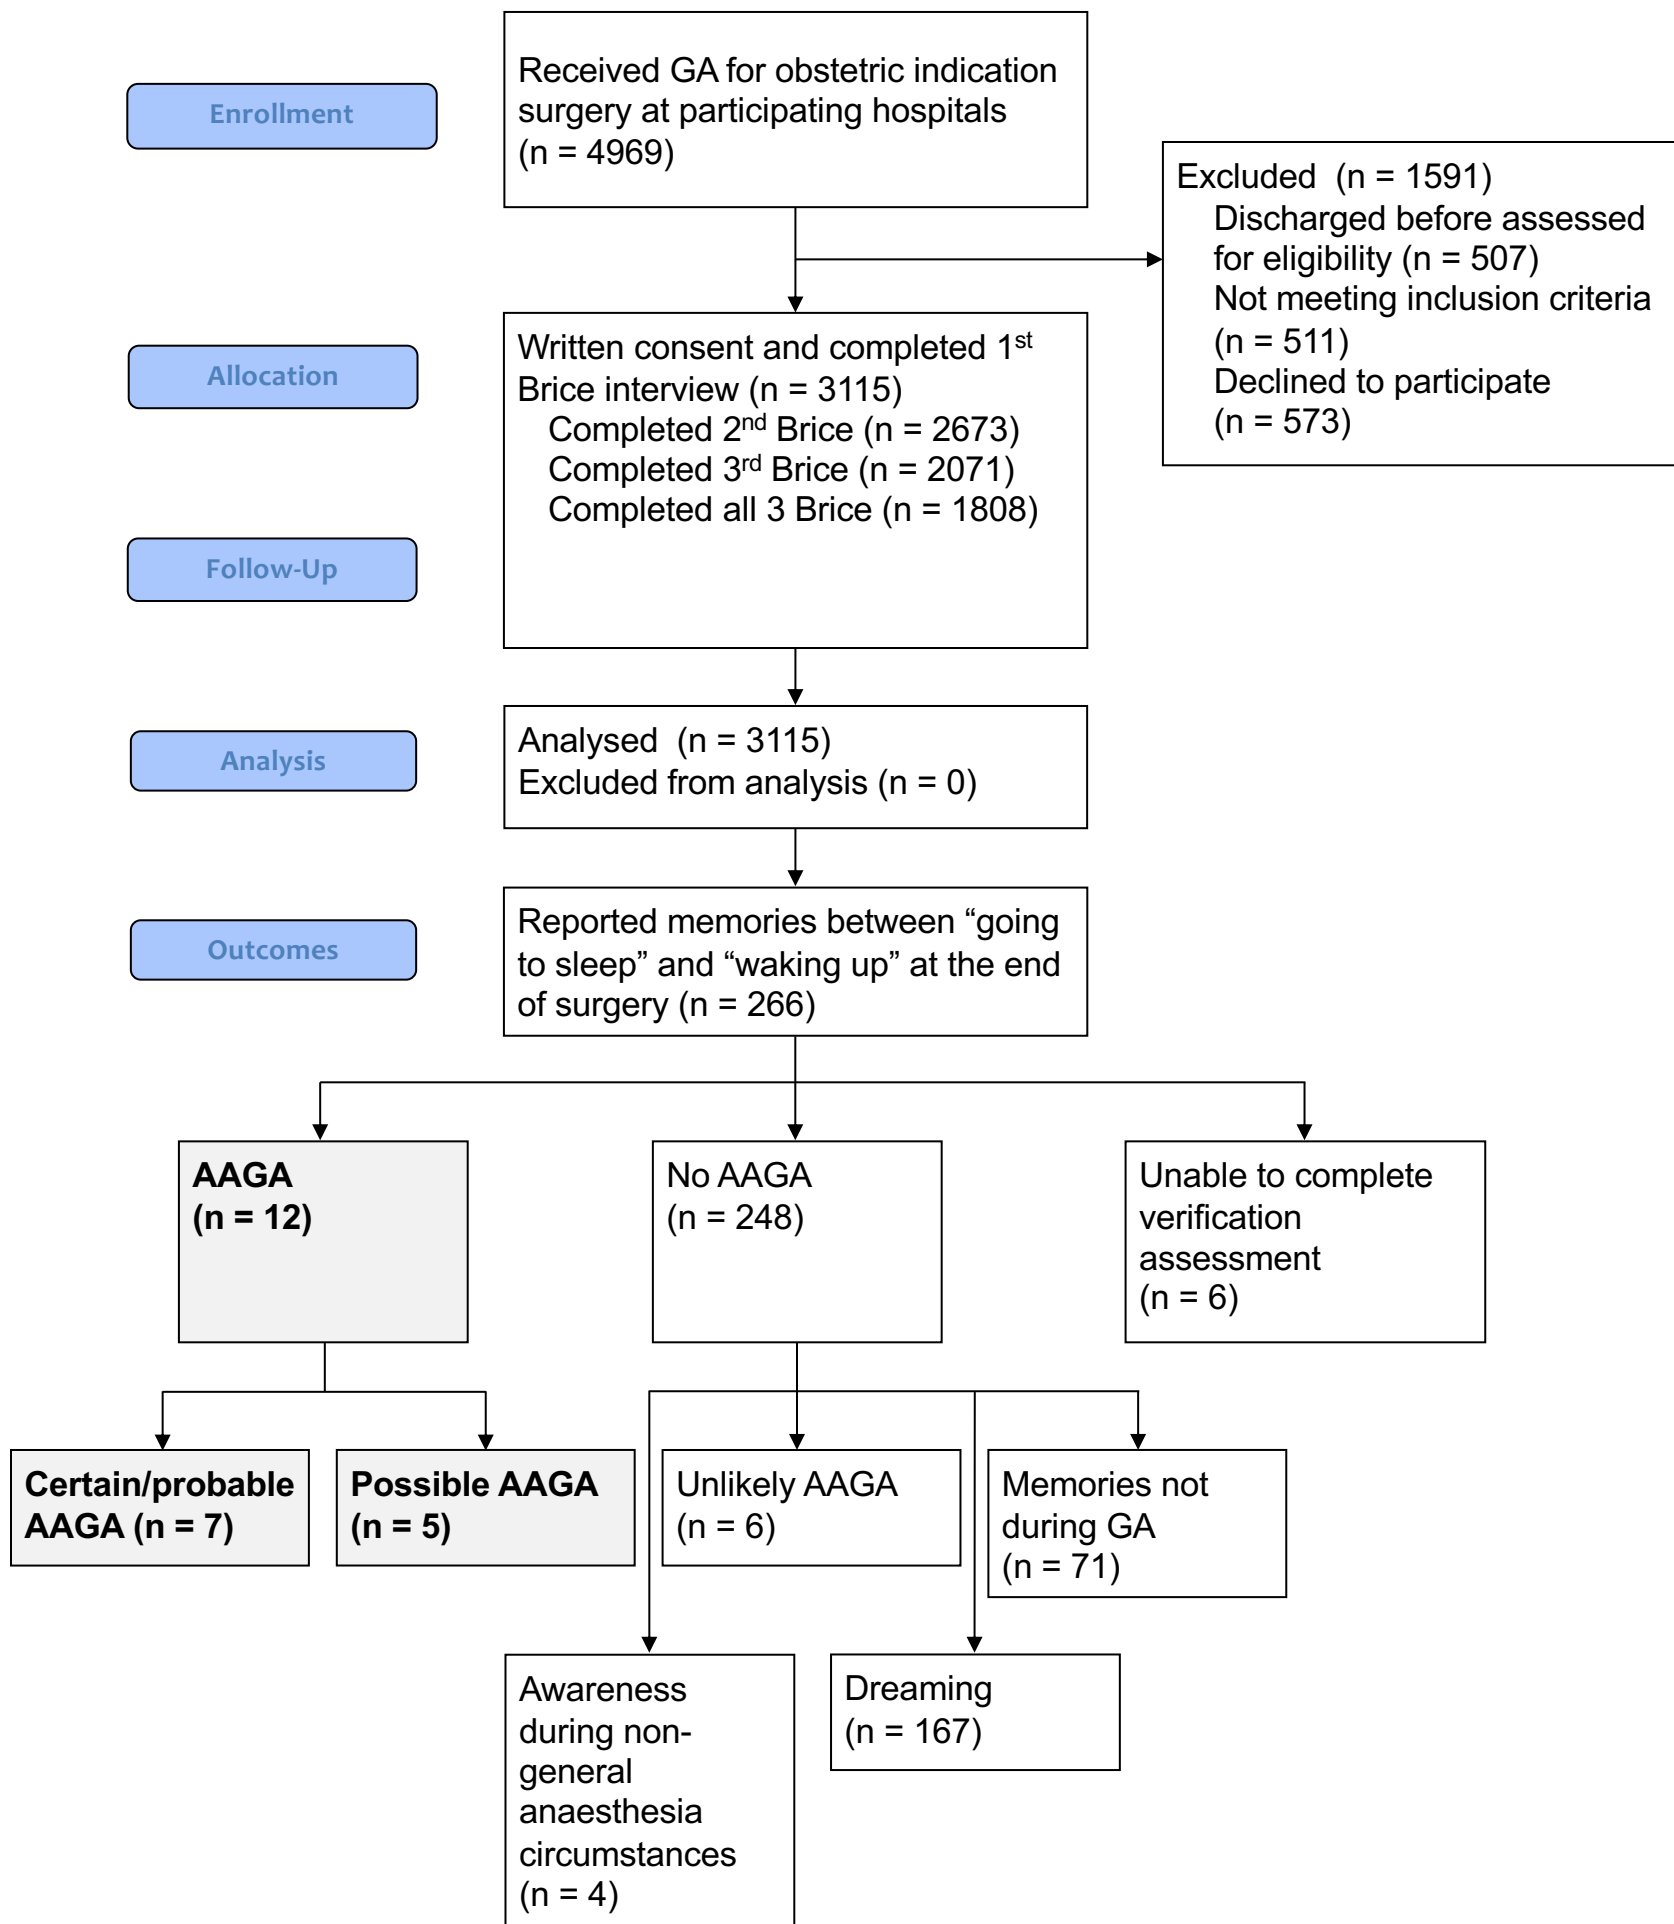 Enrollment
Received GA for obstetric indication
surgery at participating hospitals
(n = 4969)
Excluded  (n = 1591)
Discharged before assessed
for eligibility (n = 507)
Not meeting inclusion criteria
(n = 511)
Declined to participate
(n = 573)
Allocation
Written consent and completed 1st
Brice interview (n = 3115)
Completed 2nd Brice (n = 2673)
Completed 3rd Brice (n = 2071)
Completed all 3 Brice (n = 1808)
Follow-Up
Analysis
Analysed  (n = 3115)
Excluded from analysis (n = 0)
Outcomes
Reported memories between “going
to sleep” and “waking up” at the end
of surgery (n = 266)
AAGA
(n = 12)
No AAGA
(n = 248)
Unable to complete
verification
assessment
(n = 6)
Certain/probable
AAGA (n = 7)
Possible AAGA
(n = 5)
Unlikely AAGA
(n = 6)
Memories not
during GA
(n = 71)
Awareness
during non-
general
anaesthesia
circumstances
(n = 4)
Dreaming
(n = 167)